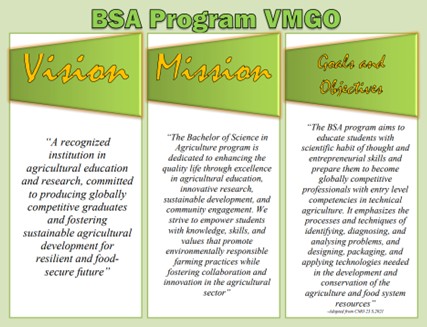 BSA Program VMGO
Vision
“A recognized
institution in
agricultural education
and research, committed
to producing globally
competitive graduates
and fostering
sustainable agricultural
development for
resilient and food-
secure future”
Mission
“The Bachelor of Science in
Agriculture program is
dedicated to enhancing the
quality life through excellence
in agricultural education,
innovative research,
sustainable development, and
community engagement. We
strive to empower students
with knowledge, skills, and
values that promote
environmentally responsible
farming practices while
fostering collaboration and
innovation in the agricultural
sector”
Goals and
Objectives
“The BSA program aims to
educate students with
scientific habit of thought and
entrepreneurial skills and
prepare them to become
globally competitive
professionals with entry level
competencies in technical
agriculture. It emphasizes the
processes and techniques of
identifying, diagnosing, and
analysing problems, and
designing, packaging, and
applying technologies needed
in the development and
conservation of the
agriculture and food system
resources”
-Adopted from CMO 23 S.2021